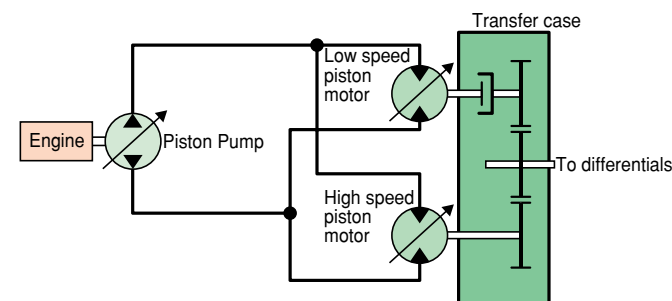 Transfer case
Low speed
piston
motor
Engine
Piston Pump
To differentials
High speed
piston
motor